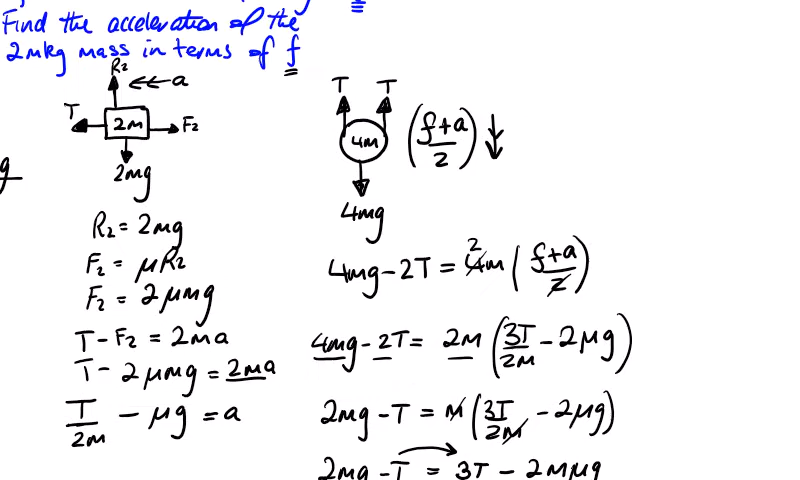 Find the acceleration of the
2mkg mass in terms of f
R₂
a
T
2M
F₂
2mg
T T
4M
(f+a/2)
4mg
g
R₂ = 2mg
F₂ = μR₂
F₂ = 2μmg
T - F₂ = 2ma
T - 2μmg = 2ma
T/2M - μg = a
4mg - 2T = 4m (f+a/2)
2
4mg - 2T = 2M (3T/2M - 2μg)
2mg - T = M (3T/2M - 2μg)
2mg - T = 3T - 2mμg